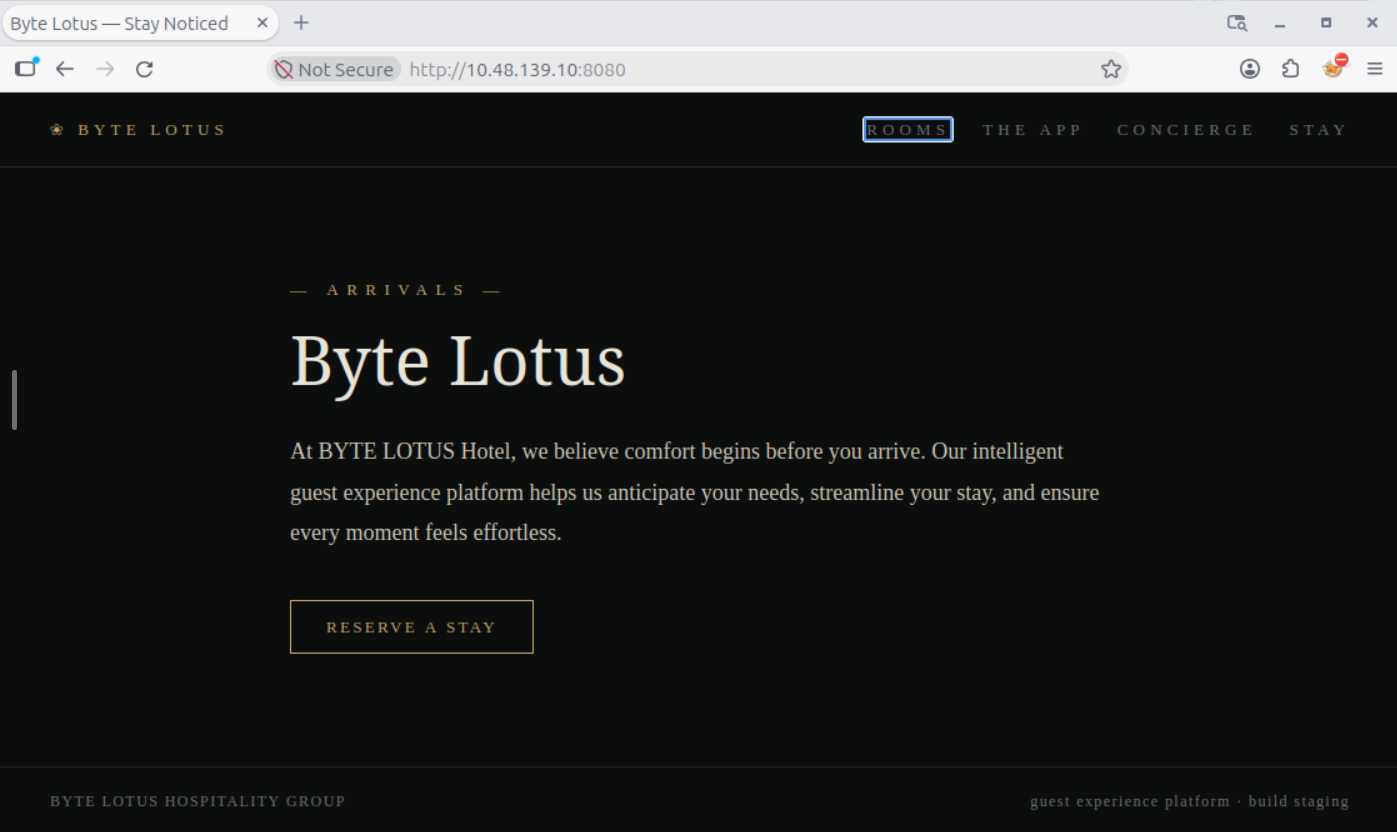 Byte Lotus — Stay Noticed
Not Secure http://10.48.139.10:8080
BYTE LOTUS
ROOMS THE APP CONCIERGE STAY
— ARRIVALS —
Byte Lotus
At BYTE LOTUS Hotel, we believe comfort begins before you arrive. Our intelligent
guest experience platform helps us anticipate your needs, streamline your stay, and ensure
every moment feels effortless.
RESERVE A STAY
BYTE LOTUS HOSPITALITY GROUP guest experience platform · build staging